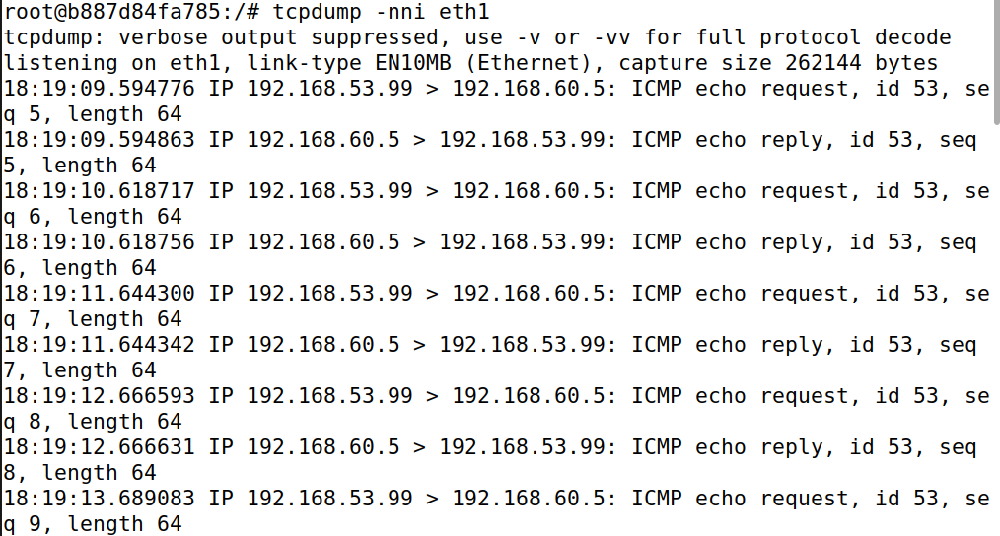 root@b887d84fa785:/# tcpdump -nni eth1
tcpdump: verbose output suppressed, use -v or -vv for full protocol decode
listening on eth1, link-type EN10MB (Ethernet), capture size 262144 bytes
18:19:09.594776 IP 192.168.53.99 > 192.168.60.5: ICMP echo request, id 53, se
q 5, length 64
18:19:09.594863 IP 192.168.60.5 > 192.168.53.99: ICMP echo reply, id 53, seq
5, length 64
18:19:10.618717 IP 192.168.53.99 > 192.168.60.5: ICMP echo request, id 53, se
q 6, length 64
18:19:10.618756 IP 192.168.60.5 > 192.168.53.99: ICMP echo reply, id 53, seq
6, length 64
18:19:11.644300 IP 192.168.53.99 > 192.168.60.5: ICMP echo request, id 53, se
q 7, length 64
18:19:11.644342 IP 192.168.60.5 > 192.168.53.99: ICMP echo reply, id 53, seq
7, length 64
18:19:12.666593 IP 192.168.53.99 > 192.168.60.5: ICMP echo request, id 53, se
q 8, length 64
18:19:12.666631 IP 192.168.60.5 > 192.168.53.99: ICMP echo reply, id 53, seq
8, length 64
18:19:13.689083 IP 192.168.53.99 > 192.168.60.5: ICMP echo request, id 53, se
q 9, length 64